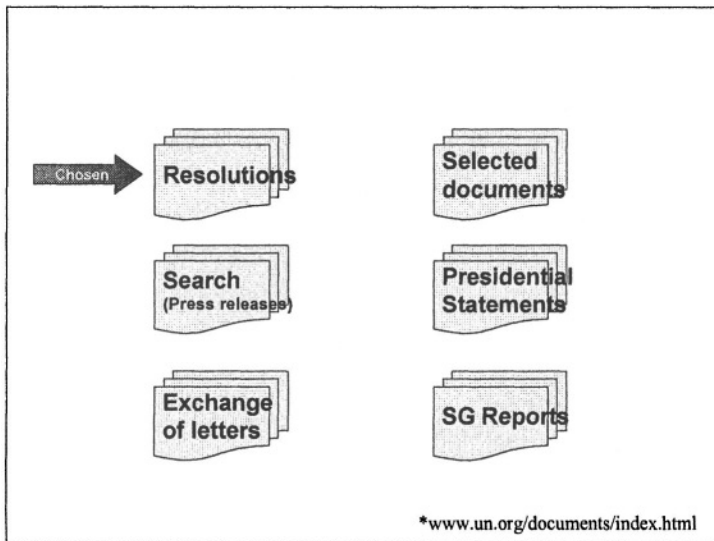 Chosen
Resolutions
Selected
documents
Search
(Press releases)
Presidential
Statements
Exchange
of letters
SG Reports
*www.un.org/documents/index.html